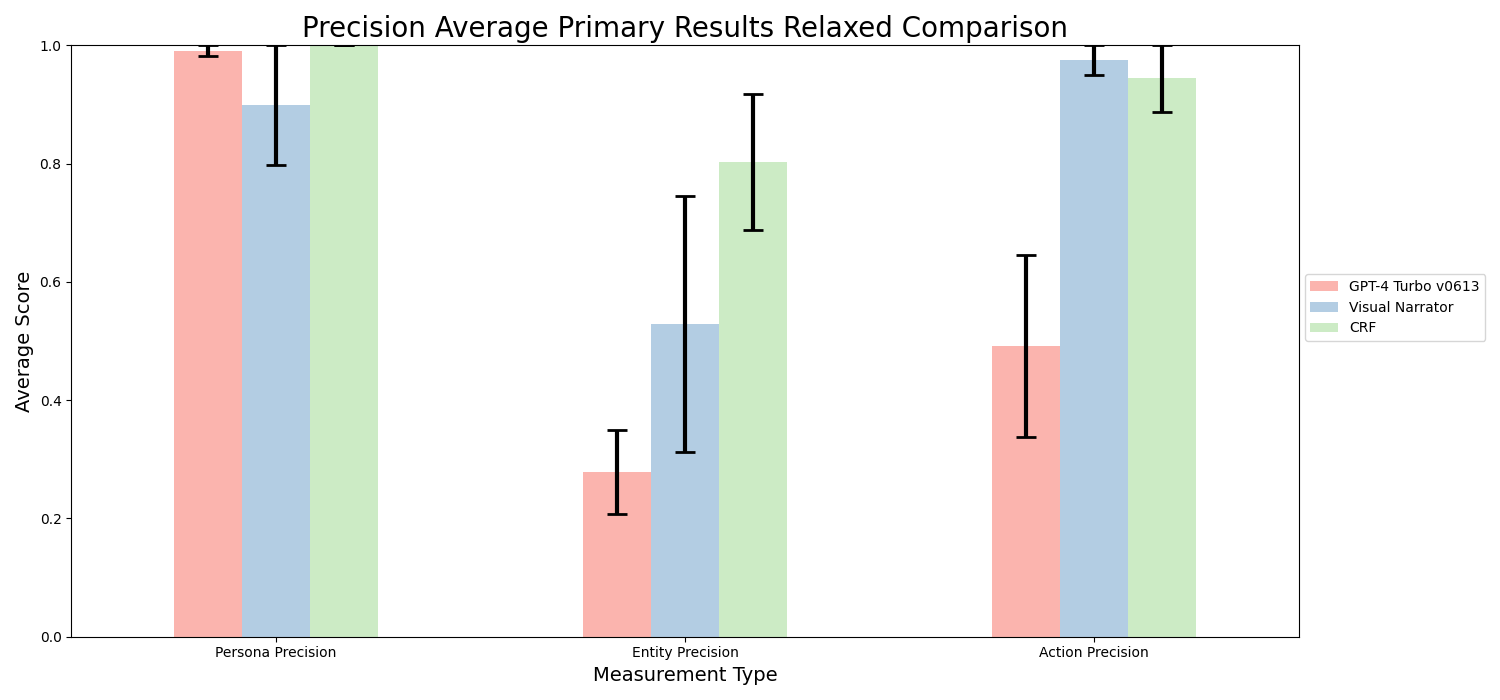 Precision Average Primary Results Relaxed Comparison
1.0
0.8
0.6
0.4
0.2
0.0
Average Score
Persona Precision
Entity Precision
Action Precision
Measurement Type
GPT-4 Turbo v0613
Visual Narrator
CRF